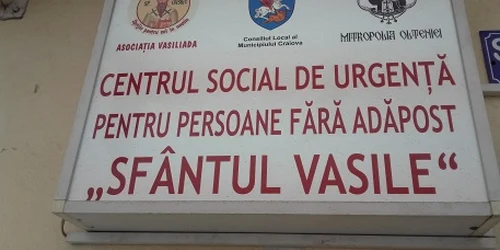 ASOCIAȚIA VASILIADA
Consiliul Local al
Municipiului Craiova
MITROPOLIA OLTENIEI
CENTRUL SOCIAL DE URGENȚĂ
PENTRU PERSOANE FĂRĂ ADĂPOST
„SFÂNTUL VASILE“
S